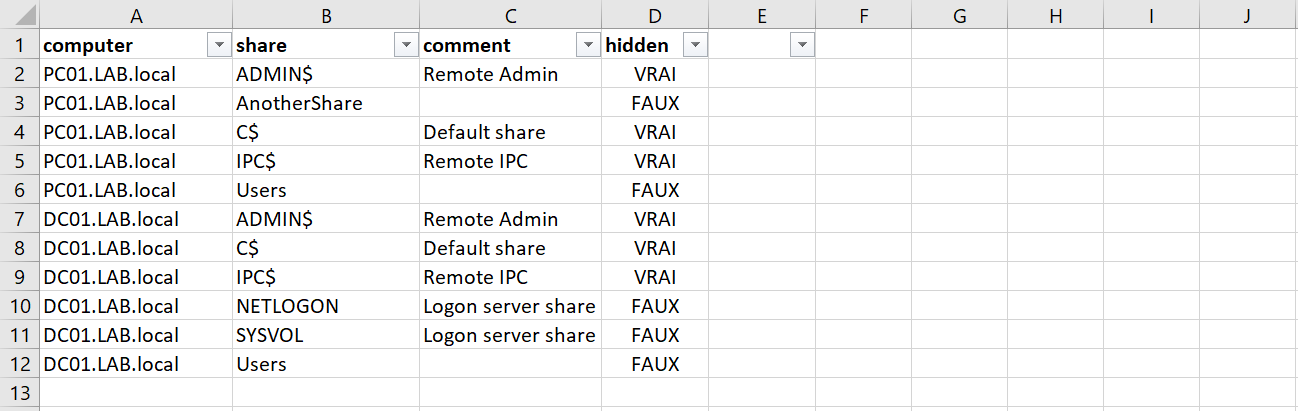 A B C D E F G H I J
1 computer share comment hidden
2 PC01.LAB.local ADMIN$ Remote Admin VRAI
3 PC01.LAB.local AnotherShare FAUX
4 PC01.LAB.local C$ Default share VRAI
5 PC01.LAB.local IPC$ Remote IPC VRAI
6 PC01.LAB.local Users FAUX
7 DC01.LAB.local ADMIN$ Remote Admin VRAI
8 DC01.LAB.local C$ Default share VRAI
9 DC01.LAB.local IPC$ Remote IPC VRAI
10 DC01.LAB.local NETLOGON Logon server share FAUX
11 DC01.LAB.local SYSVOL Logon server share FAUX
12 DC01.LAB.local Users FAUX
13